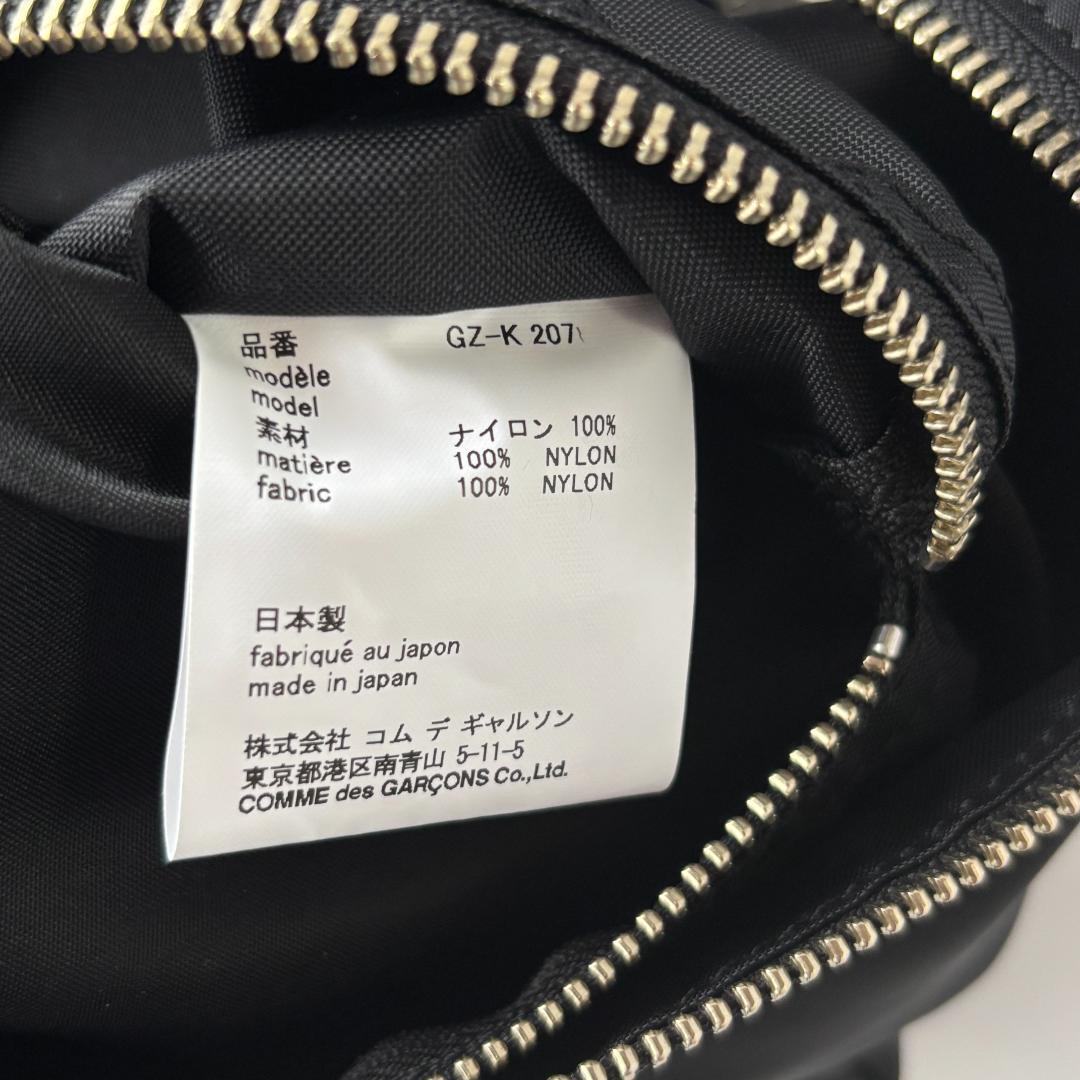 品番 GZ-K 207
modèle
model
素材 ナイロン 100%
matière 100% NYLON
fabric 100% NYLON
日本製
fabriqué au japon
made in japan
株式会社 コム デ ギャルソン
東京都港区南青山 5-11-5
COMME des GARÇONS Co.,Ltd.